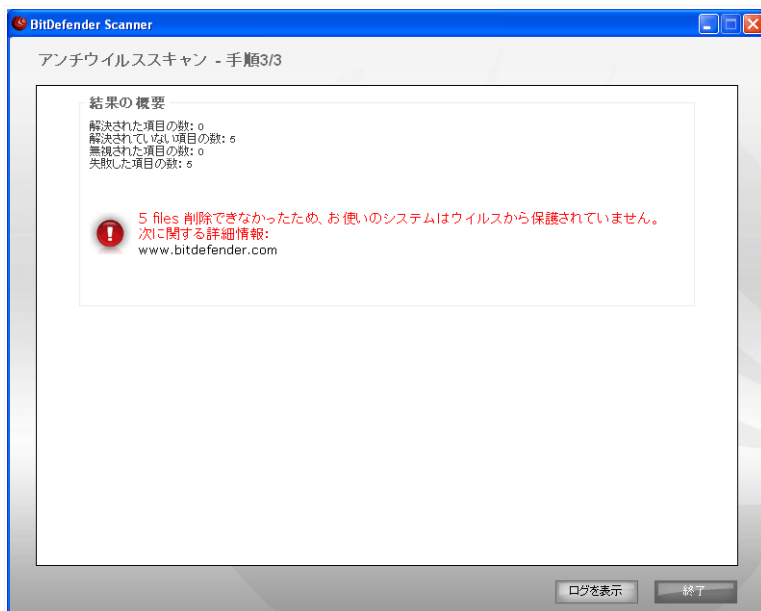 BitDefender Scanner
アンチウイルススキャン - 手順3/3
結果の概要
解決された項目の数: 0
解決されていない項目の数: 5
無視された項目の数: 0
失敗した項目の数: 5
5 files 削除できなかったため、お使いのシステムはウイルスから保護されていません。
次に関する詳細情報:
www.bitdefender.com
ログを表示
終了